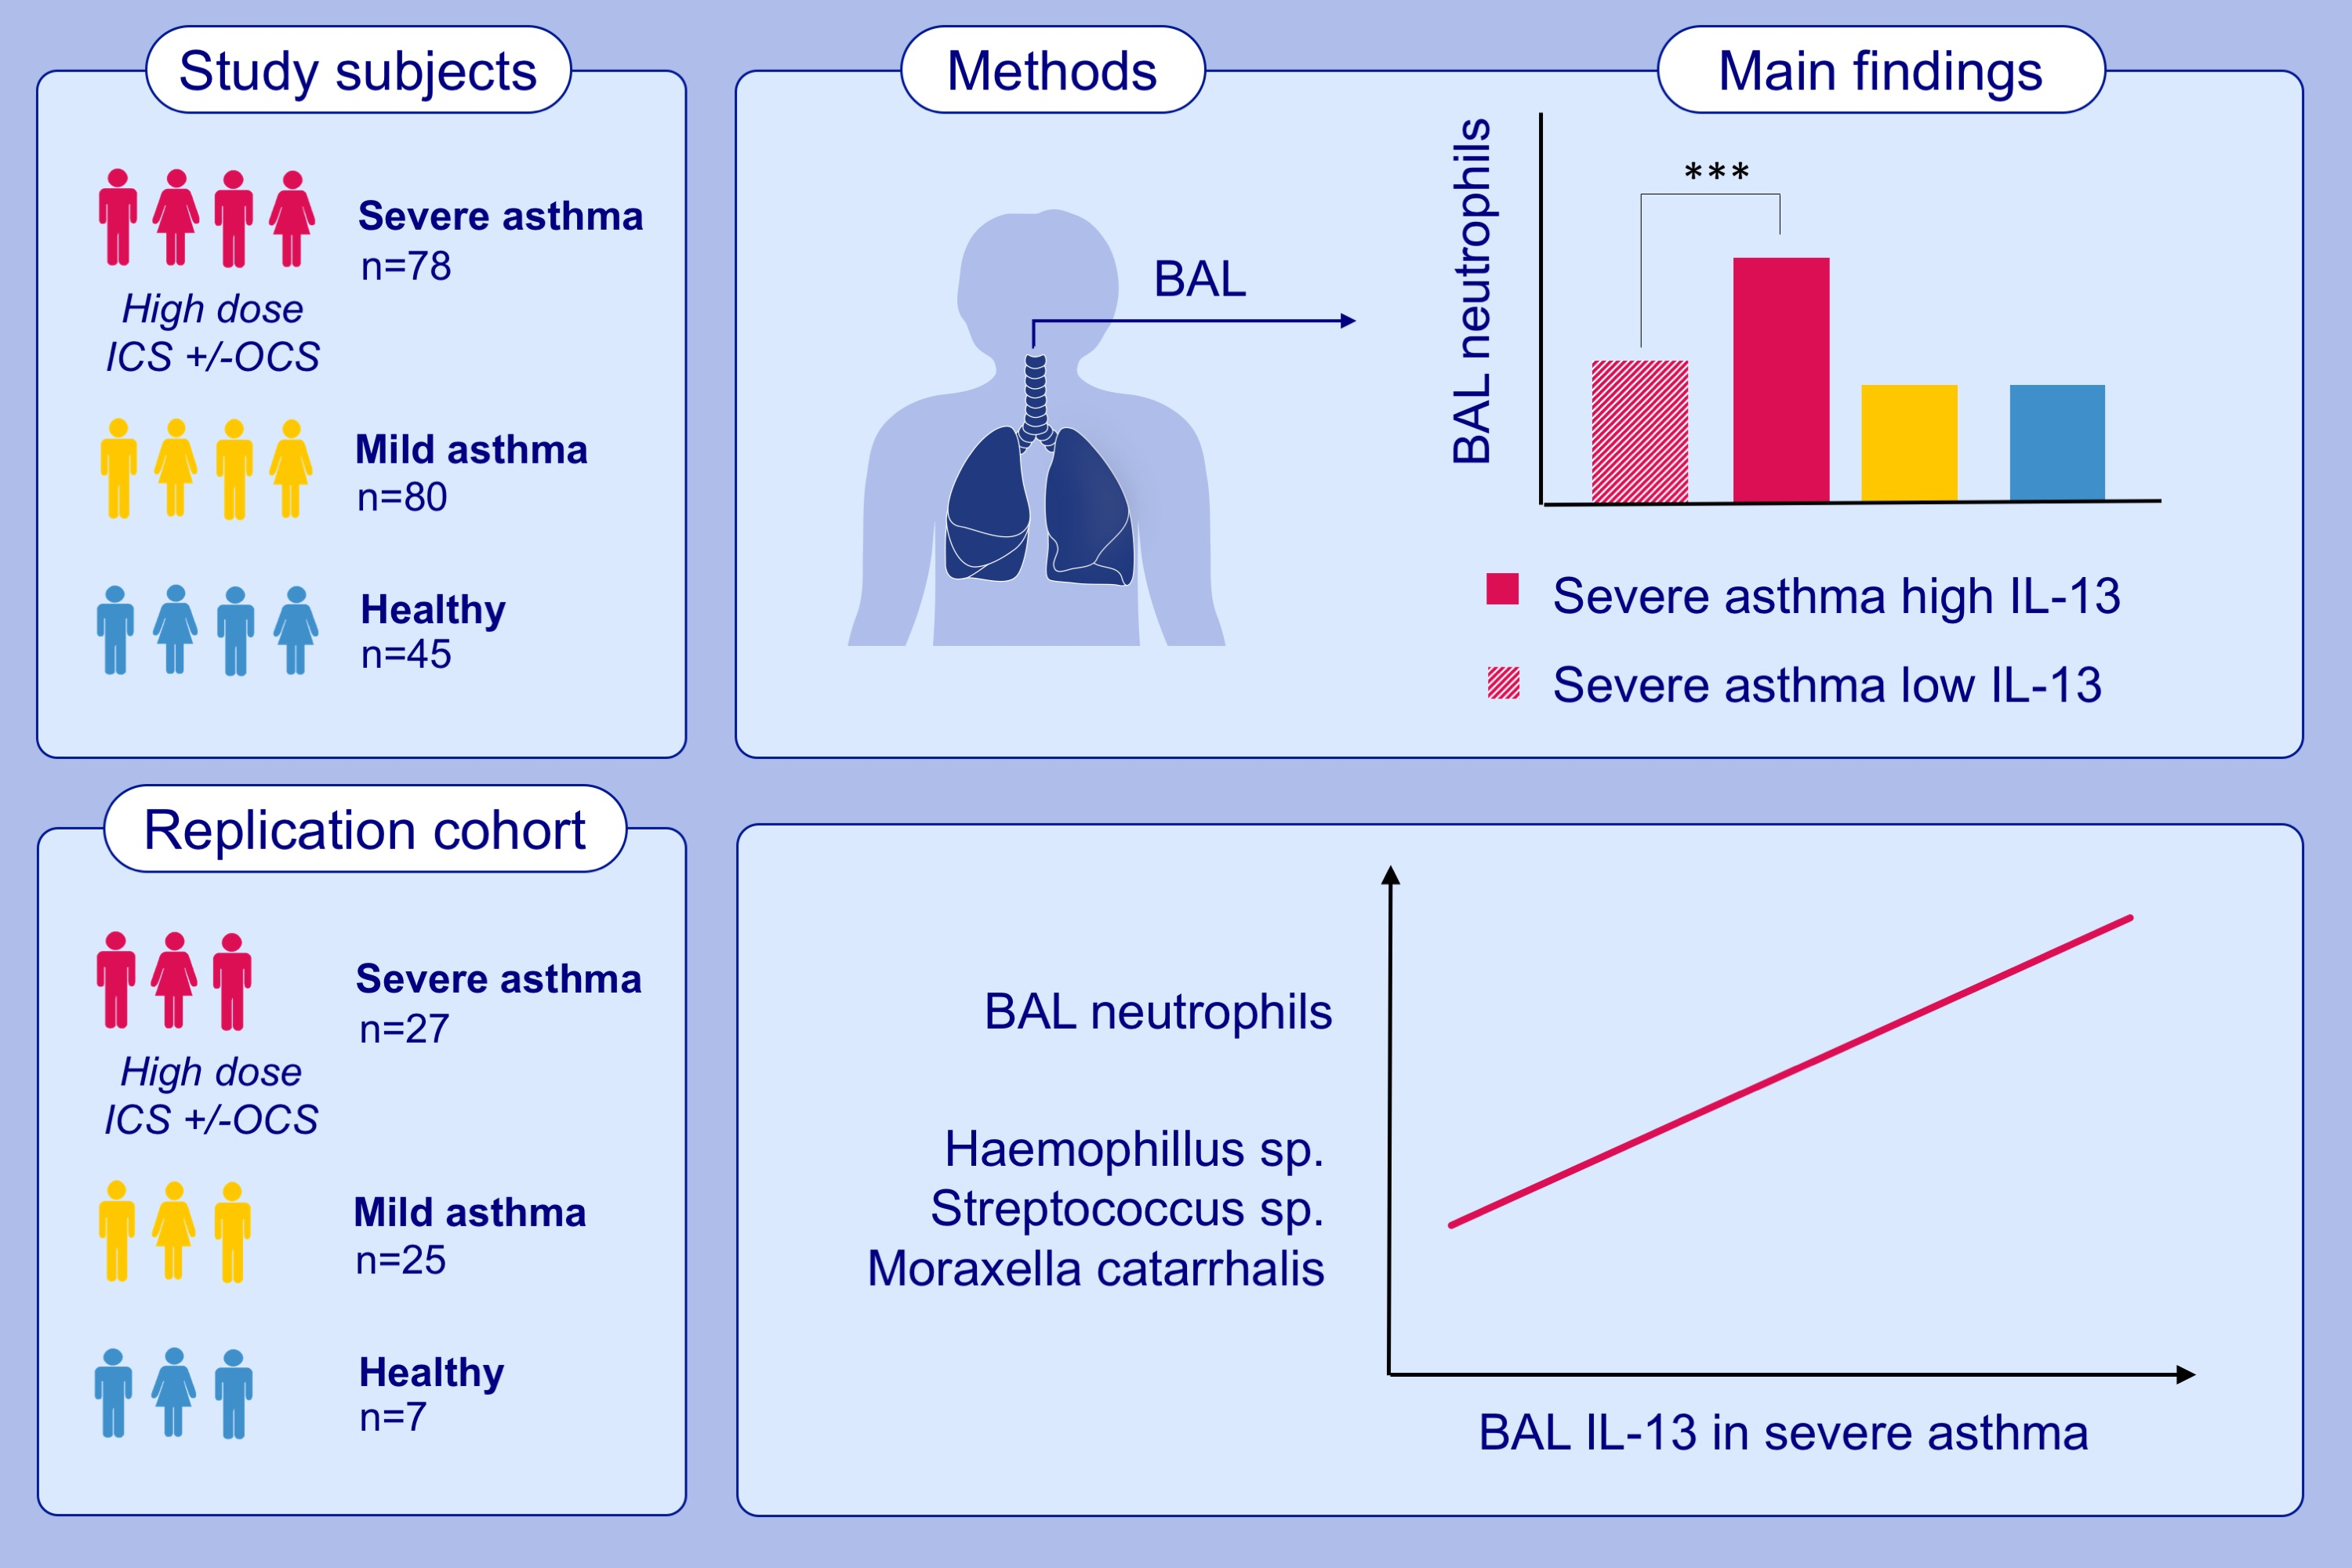 Study subjects
Severe asthma
n=78
High dose
ICS +/-OCS
Mild asthma
n=80
Healthy
n=45
Methods
BAL
Main findings
BAL neutrophils
***
Severe asthma high IL-13
Severe asthma low IL-13
Replication cohort
Severe asthma
n=27
High dose
ICS +/-OCS
Mild asthma
n=25
Healthy
n=7
BAL neutrophils
Haemophillus sp.
Streptococcus sp.
Moraxella catarrhalis
BAL IL-13 in severe asthma